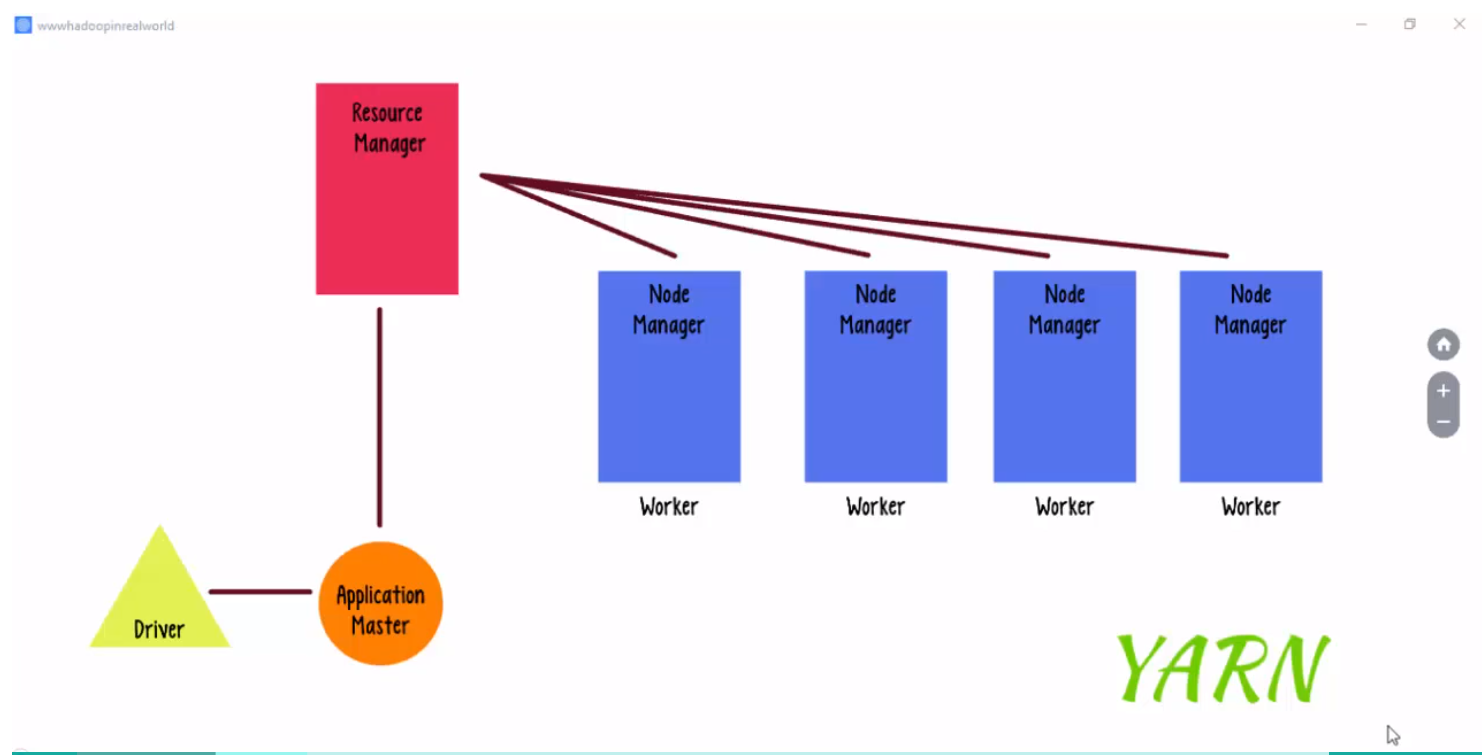 wwwhadoopinrealworld
Resource
Manager
Node
Manager
Node
Manager
Node
Manager
Node
Manager
Worker
Worker
Worker
Worker
Driver
Application
Master
YARN